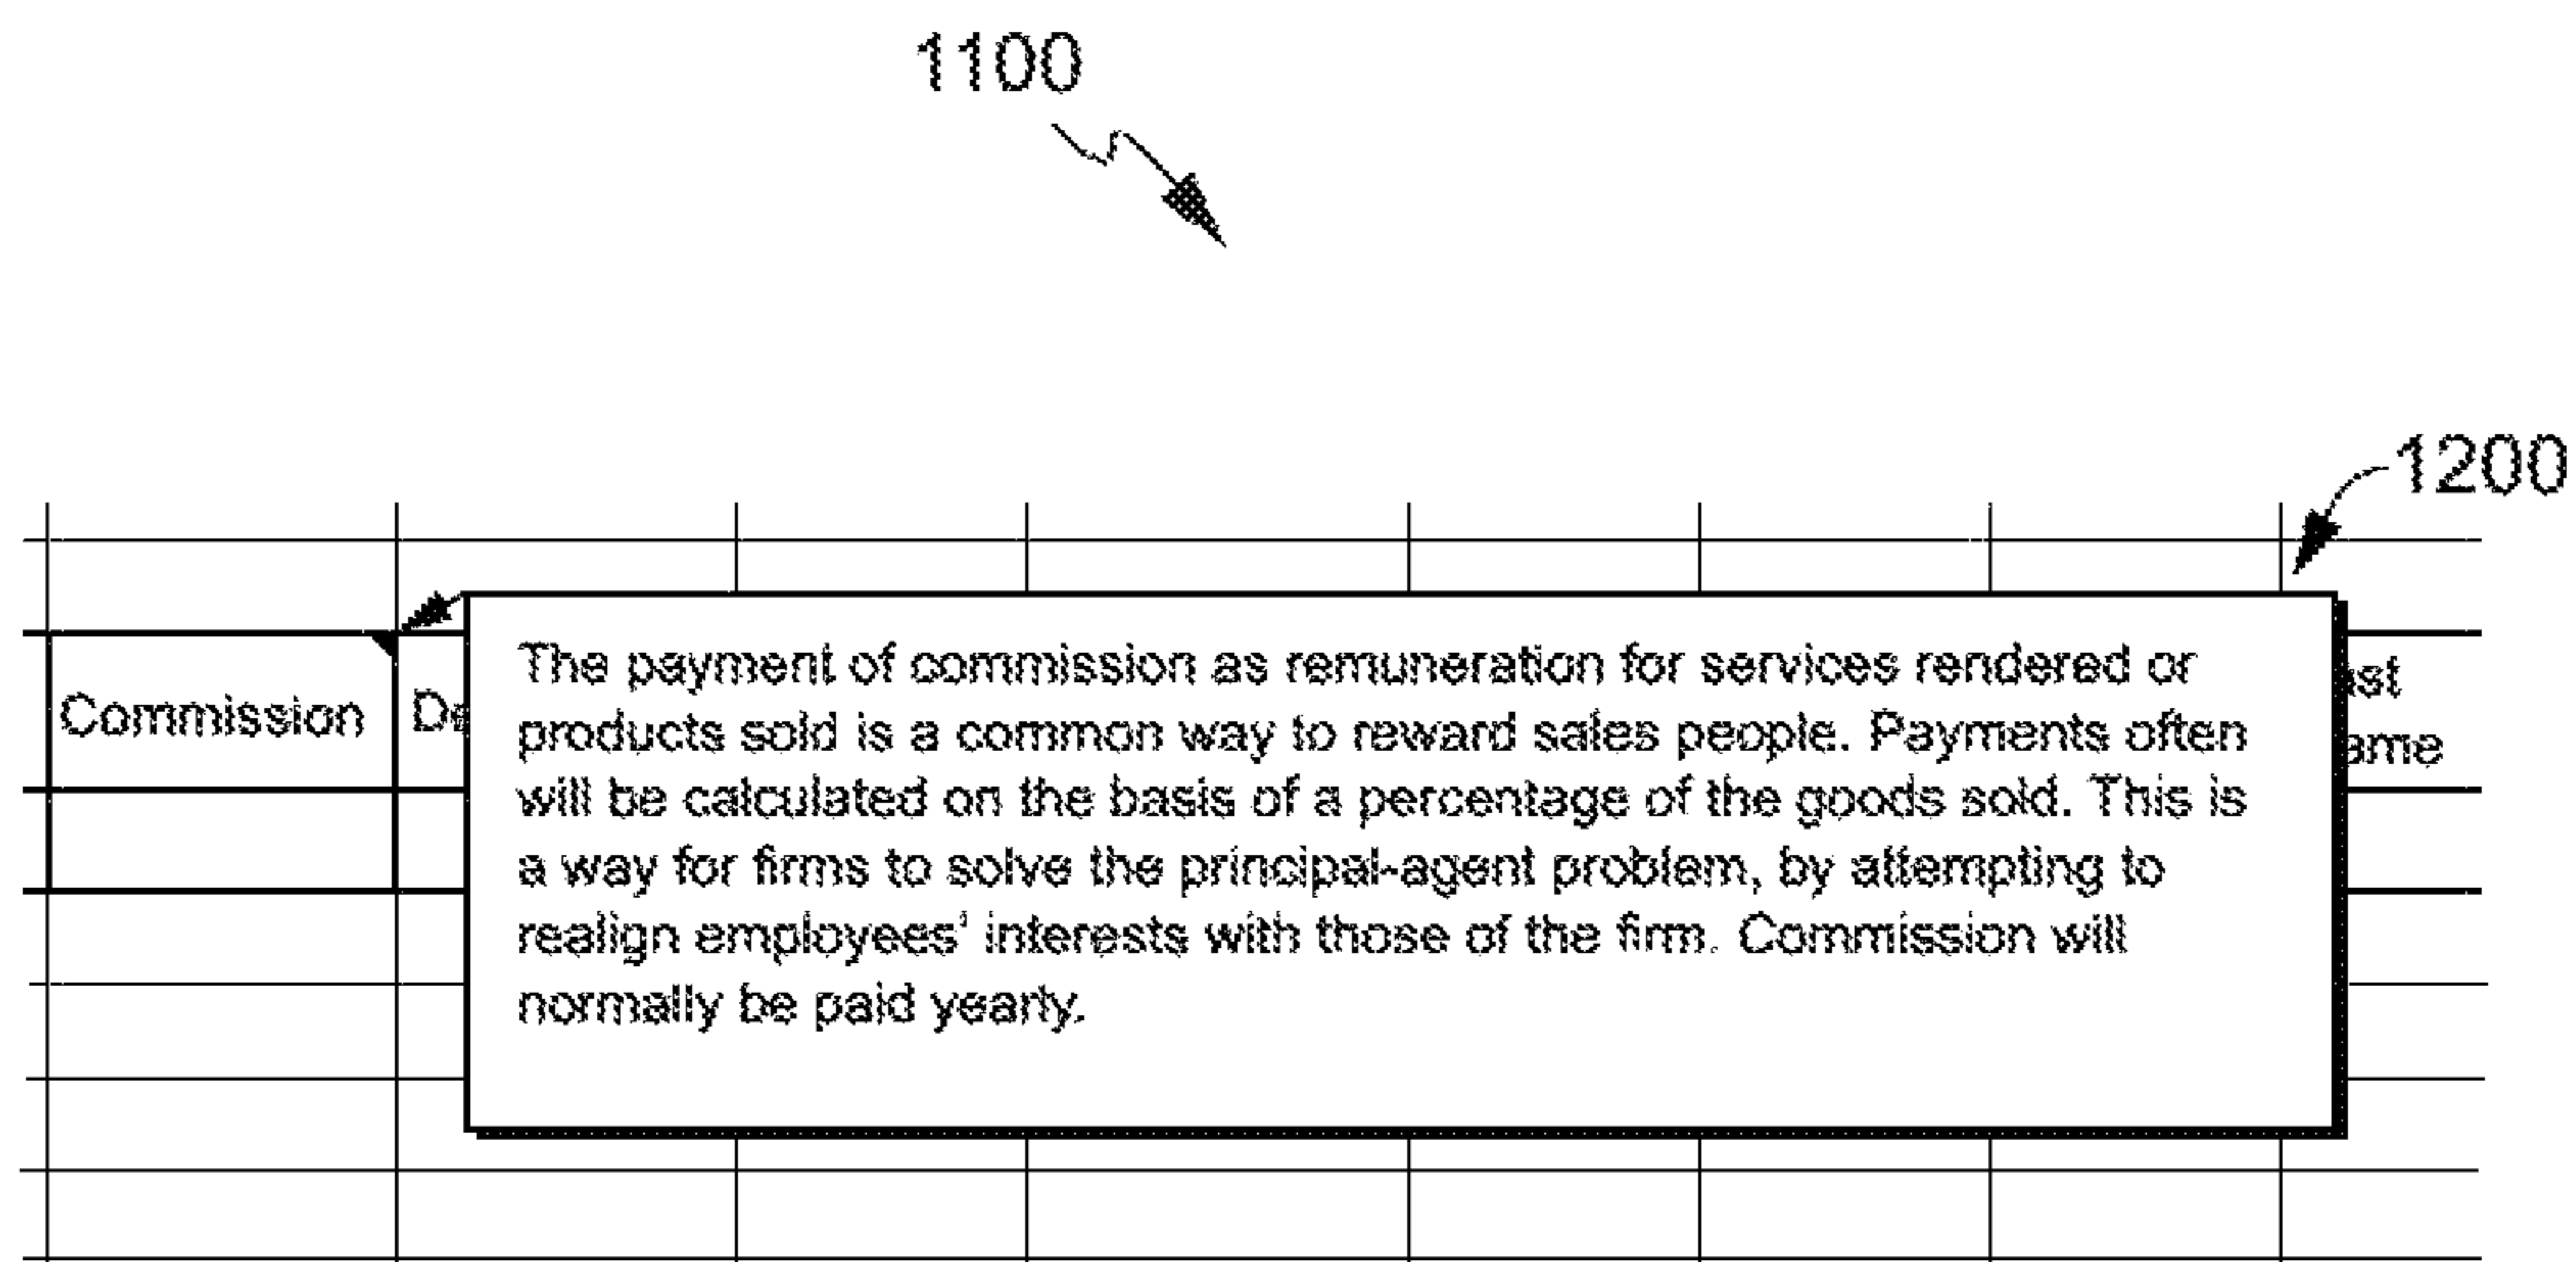 1100
1200
Commission
The payment of commission as remuneration for services rendered or
products sold is a common way to reward sales people. Payments often
will be calculated on the basis of a percentage of the goods sold. This is
a way for firms to solve the principal-agent problem, by attempting to
realign employees' interests with those of the firm. Commission will
normally be paid yearly.